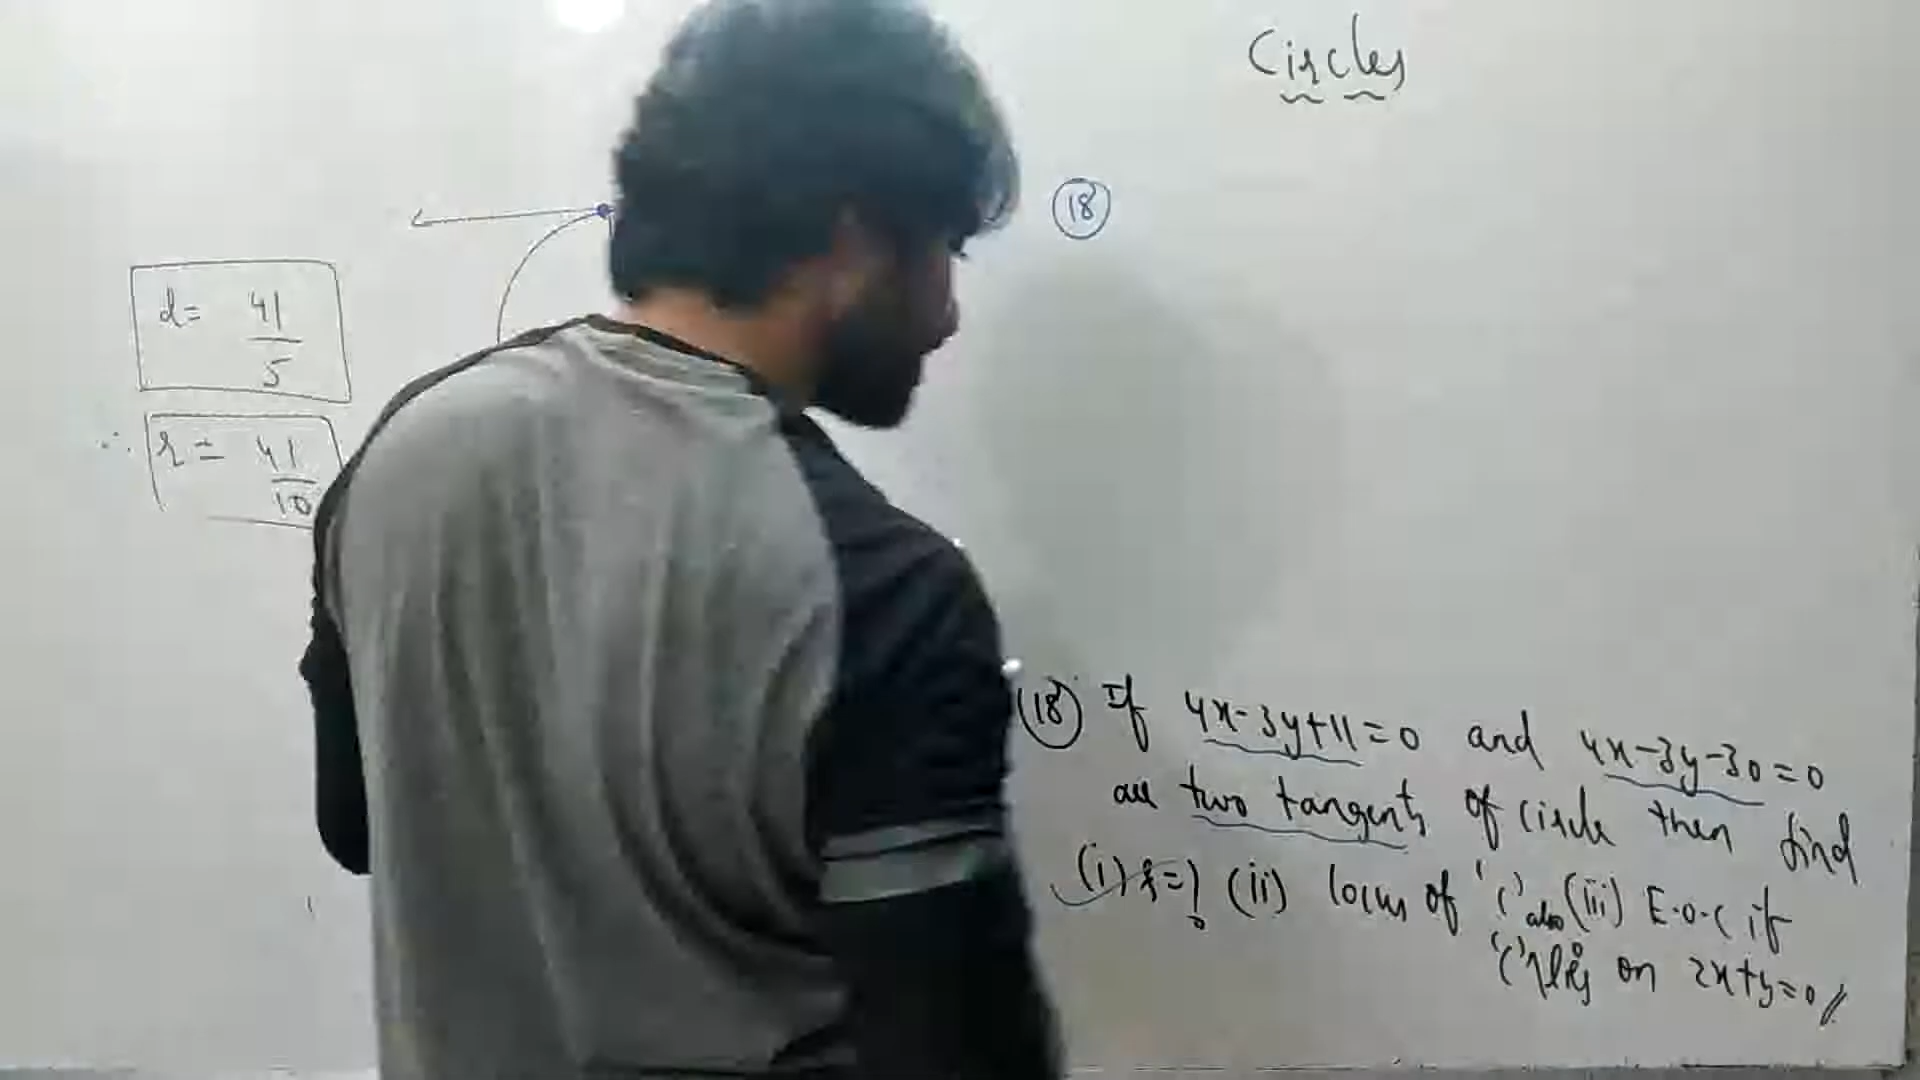 Circles
18
d = 41/5
∴ r = 41/10
(18) If 4x-3y+11=0 and 4x-3y-30=0
are two tangents of circle then find
(i) r=? (ii) locus of 'C' also (iii) E.O.C if
'C' lies on 2x+y=0 //